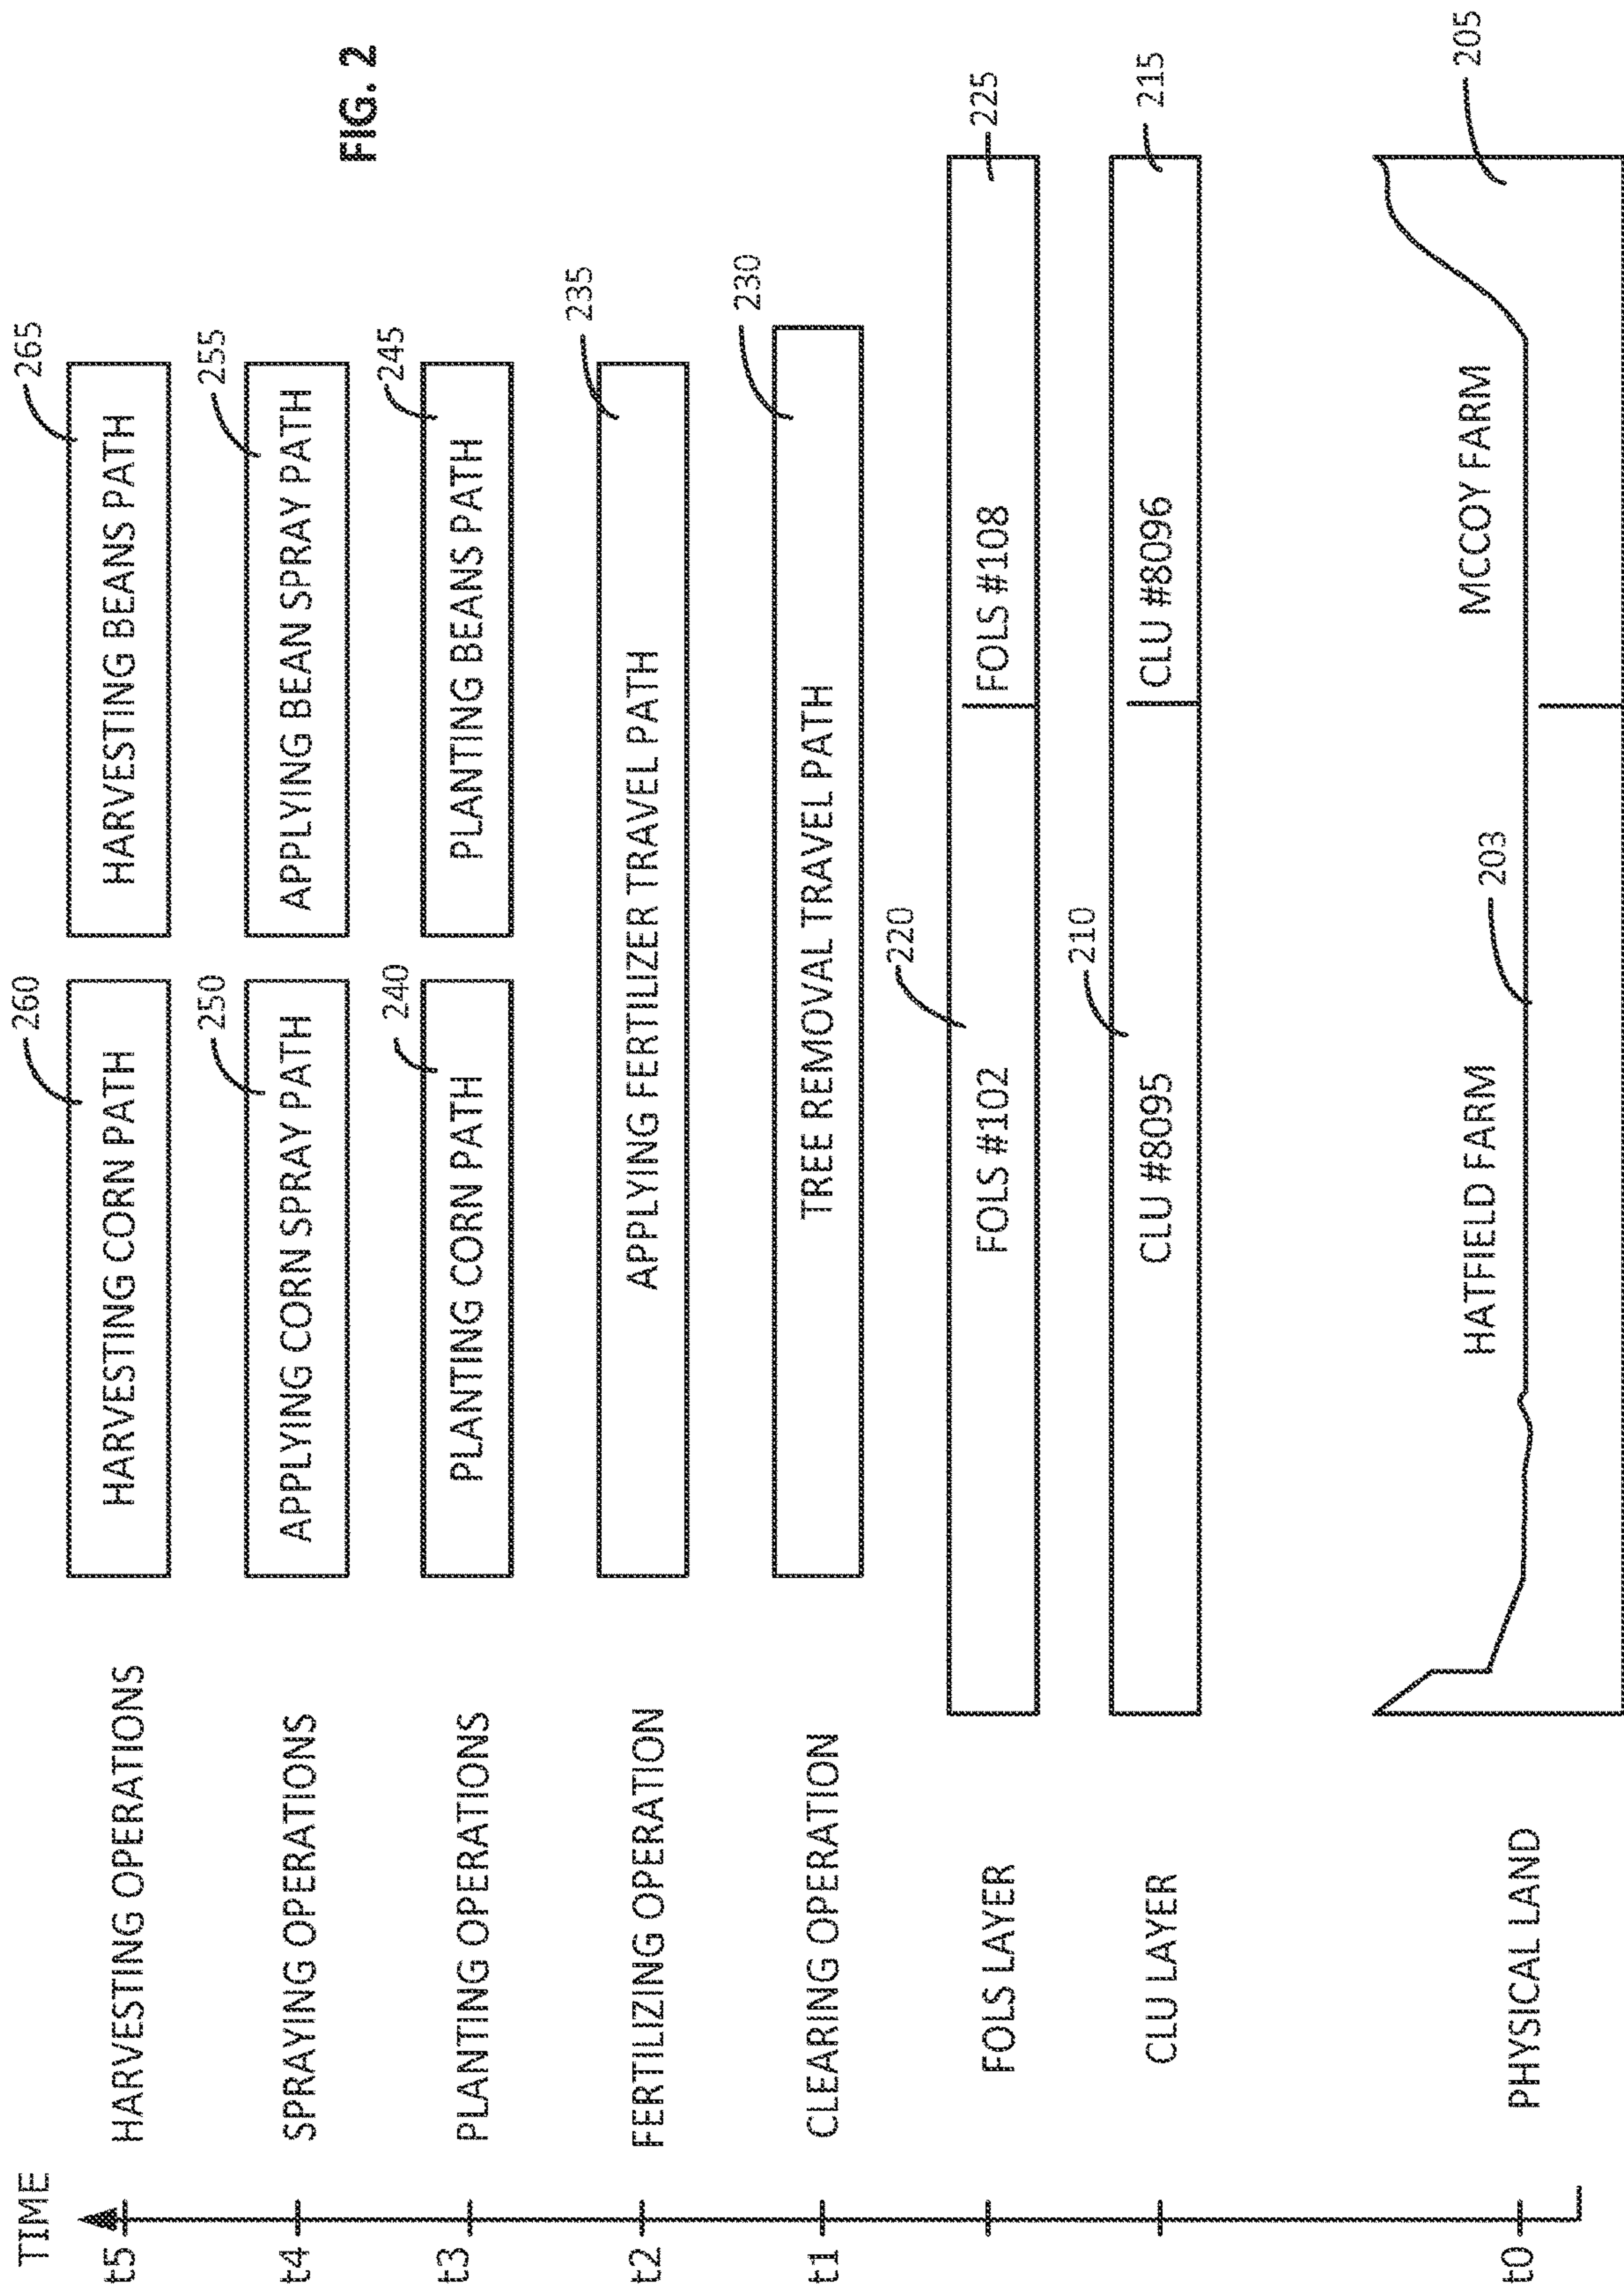 FIG. 2
TIME
t5
HARVESTING OPERATIONS
HARVESTING CORN PATH
260
HARVESTING BEANS PATH
265
t4
SPRAYING OPERATIONS
APPLYING CORN SPRAY PATH
250
APPLYING BEAN SPRAY PATH
255
t3
PLANTING OPERATIONS
PLANTING CORN PATH
240
PLANTING BEANS PATH
245
t2
FERTILIZING OPERATION
APPLYING FERTILIZER TRAVEL PATH
235
t1
CLEARING OPERATION
TREE REMOVAL TRAVEL PATH
230
FOLS LAYER
FOLS #102
220
FOLS #108
225
CLU LAYER
CLU #8095
210
CLU #8096
215
t0
PHYSICAL LAND
HATFIELD FARM
203
MCCOY FARM
205